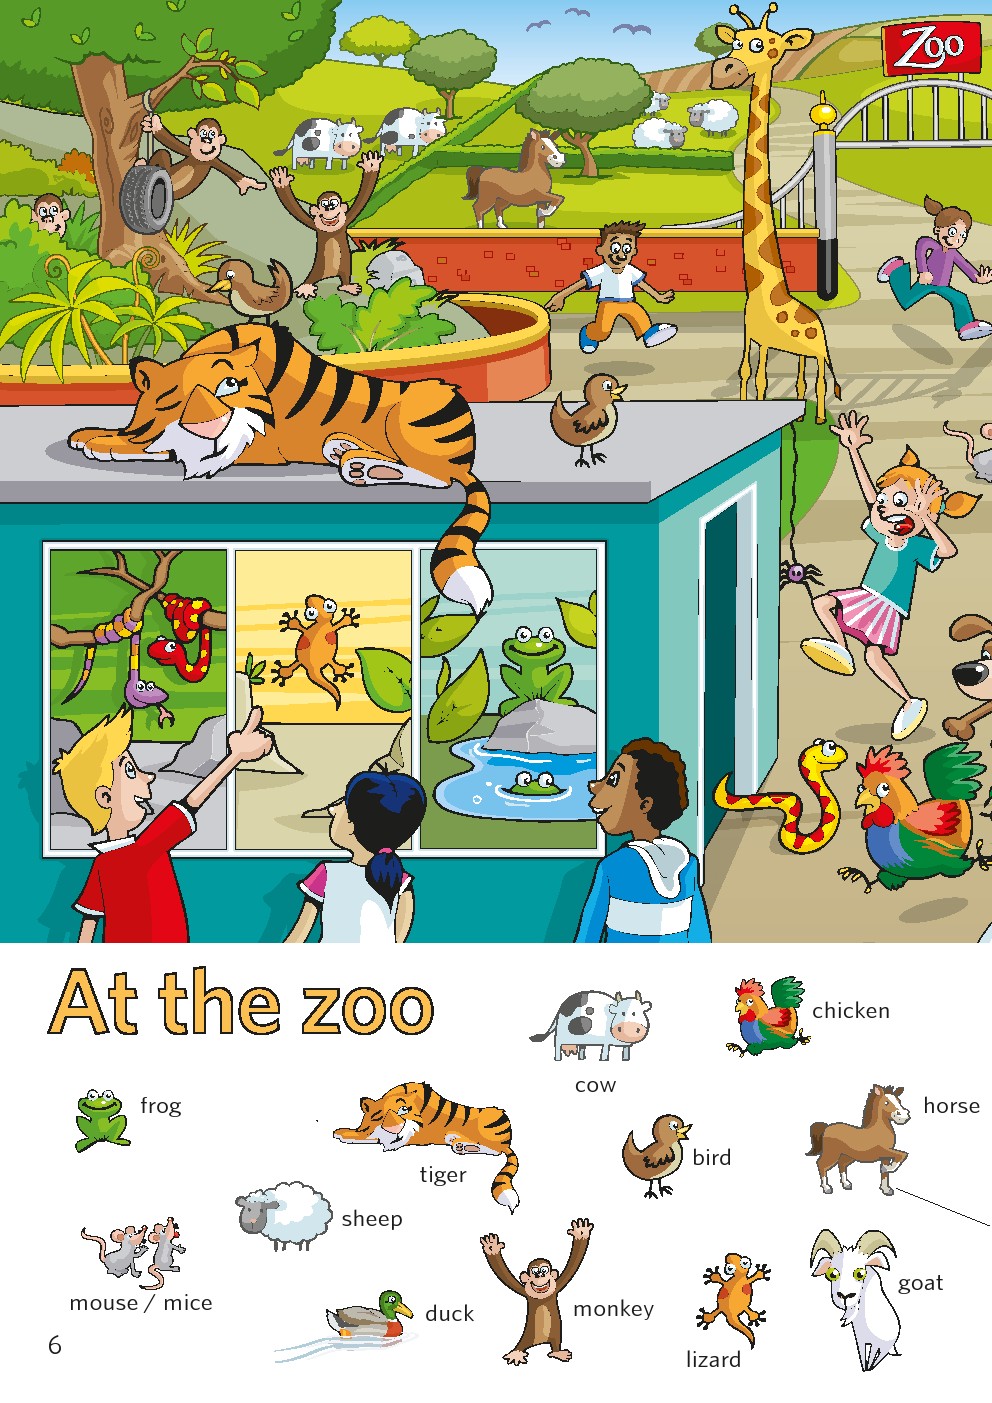 Zoo
At the zoo
chicken
cow
frog
horse
tiger
bird
sheep
mouse / mice
duck
monkey
goat
lizard
6